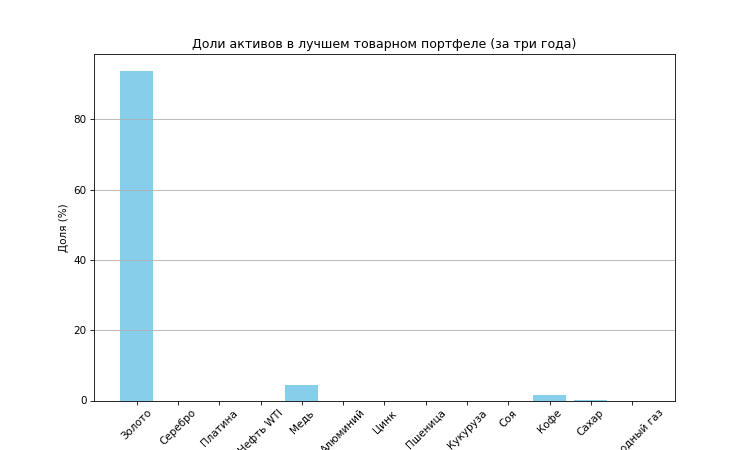 Доли активов в лучшем товарном портфеле (за три года)
Доля (%)
80
60
40
20
0
Золото
Серебро
Платина
Нефть WTI
Медь
Алюминий
Цинк
Пшеница
Кукуруза
Соя
Кофе
Сахар
газ